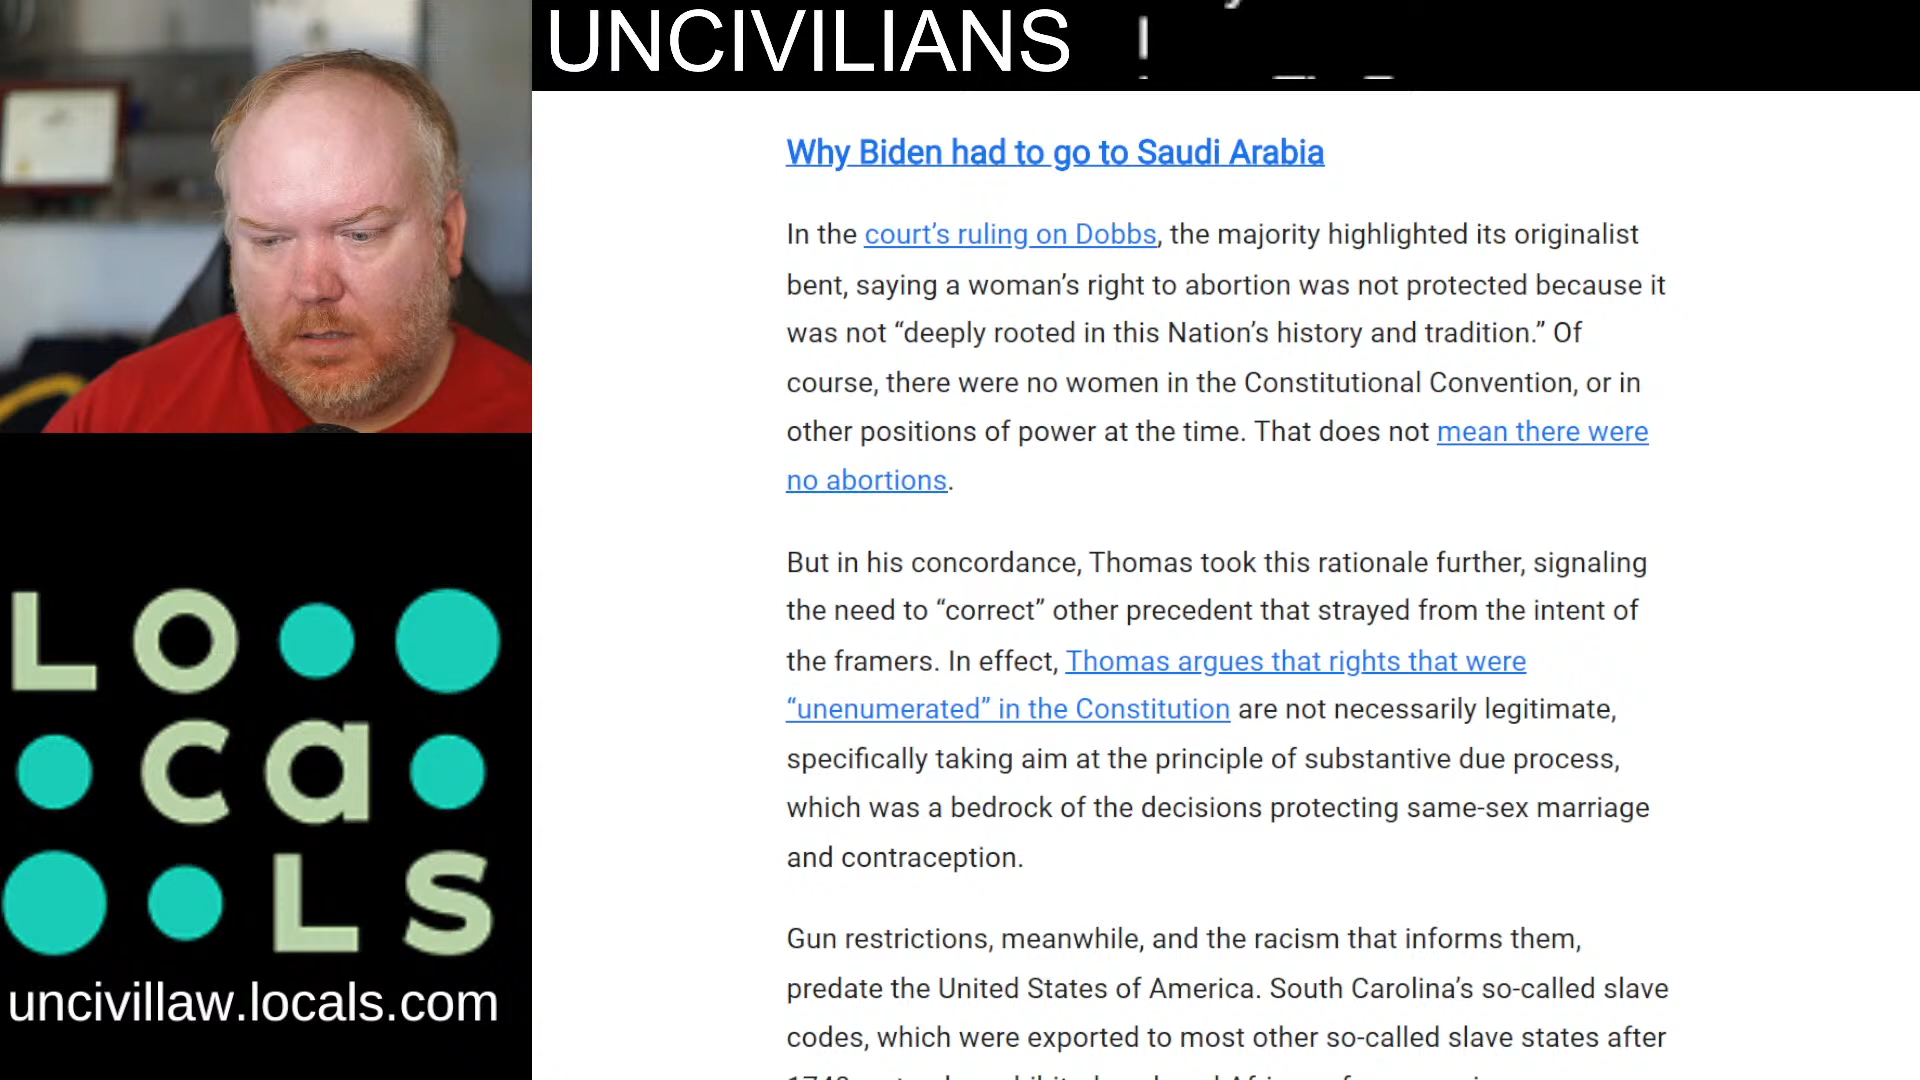 UNCIVILIANS
Why Biden had to go to Saudi Arabia
In the court’s ruling on Dobbs, the majority highlighted its originalist
bent, saying a woman’s right to abortion was not protected because it
was not “deeply rooted in this Nation’s history and tradition.” Of
course, there were no women in the Constitutional Convention, or in
other positions of power at the time. That does not mean there were
no abortions.
But in his concordance, Thomas took this rationale further, signaling
the need to “correct” other precedent that strayed from the intent of
the framers. In effect, Thomas argues that rights that were
“unenumerated” in the Constitution are not necessarily legitimate,
specifically taking aim at the principle of substantive due process,
which was a bedrock of the decisions protecting same-sex marriage
and contraception.
Gun restrictions, meanwhile, and the racism that informs them,
predate the United States of America. South Carolina’s so-called slave
codes, which were exported to most other so-called slave states after
LO
ca
LS
uncivillaw.locals.com